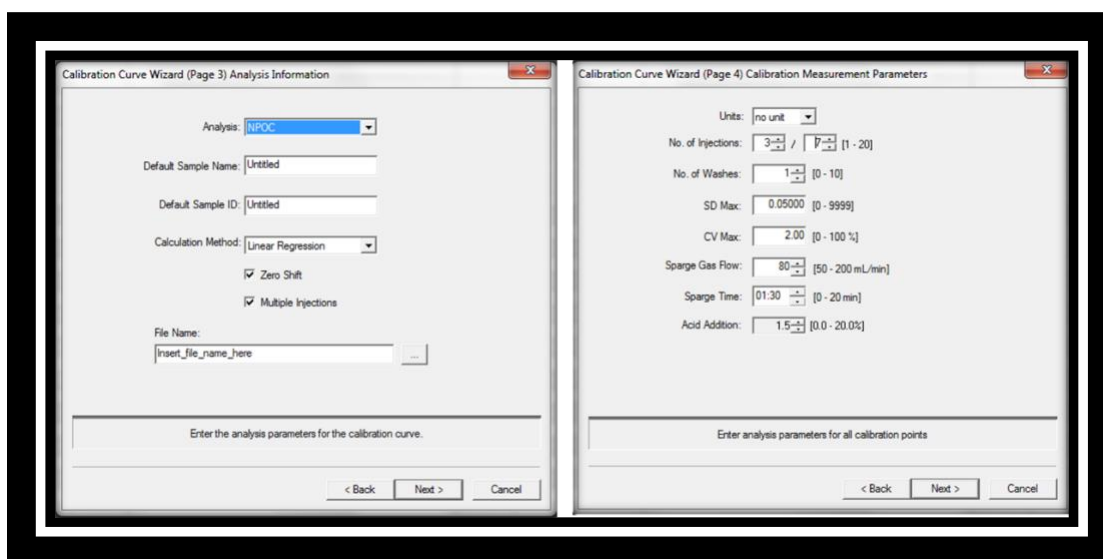 Calibration Curve Wizard (Page 3) Analysis Information
Analysis: NPOC
Default Sample Name: Untitled
Default Sample ID: Untitled
Calculation Method: Linear Regression
Zero Shift
Multiple Injections
File Name:
Insert_file_name_here
...
Enter the analysis parameters for the calibration curve.
< Back Next > Cancel
Calibration Curve Wizard (Page 4) Calibration Measurement Parameters
Units: no unit
No. of Injections: 3 / 7 [1 - 20]
No. of Washes: 1 [0 - 10]
SD Max: 0.05000 [0 - 9999]
CV Max: 2.00 [0 - 100 %]
Sparge Gas Flow: 80 [50 - 200 mL/min]
Sparge Time: 01:30 [0 - 20 min]
Acid Addition: 1.5 [0.0 - 20.0%]
Enter analysis parameters for all calibration points
< Back Next > Cancel